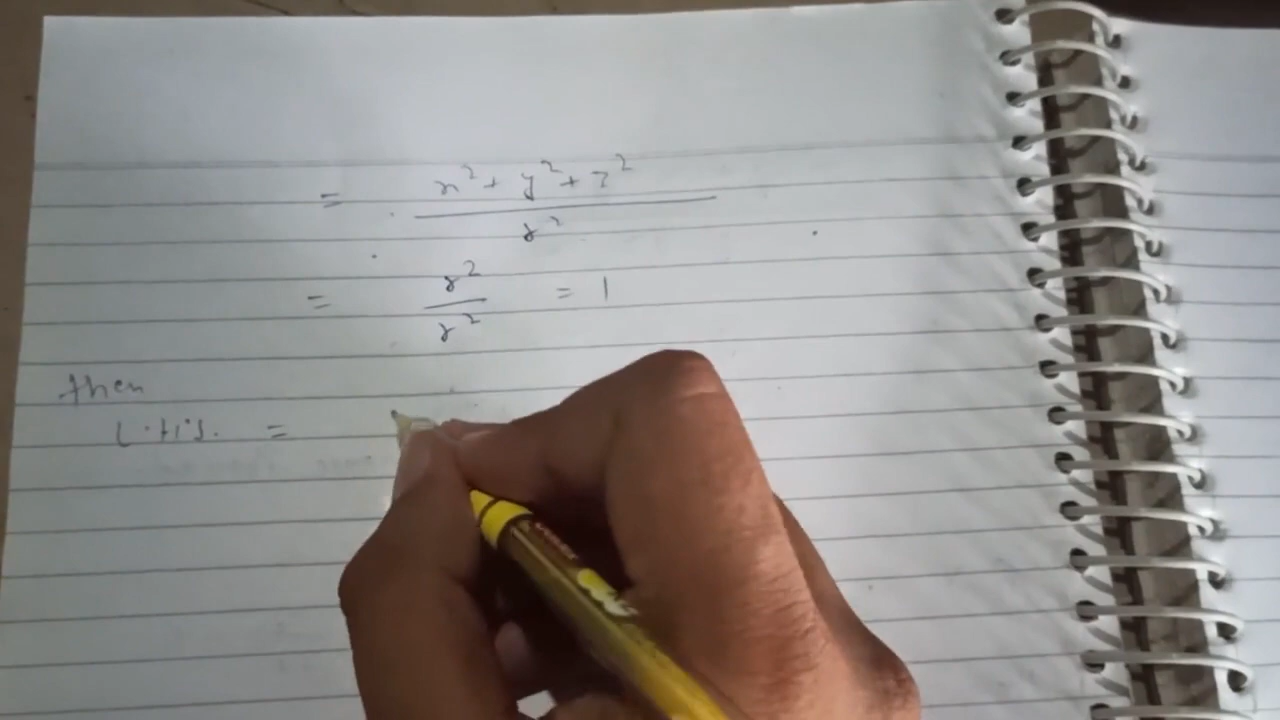 = x² + y² + z² / r²
= r² / r² = 1
then
L.H.S. =